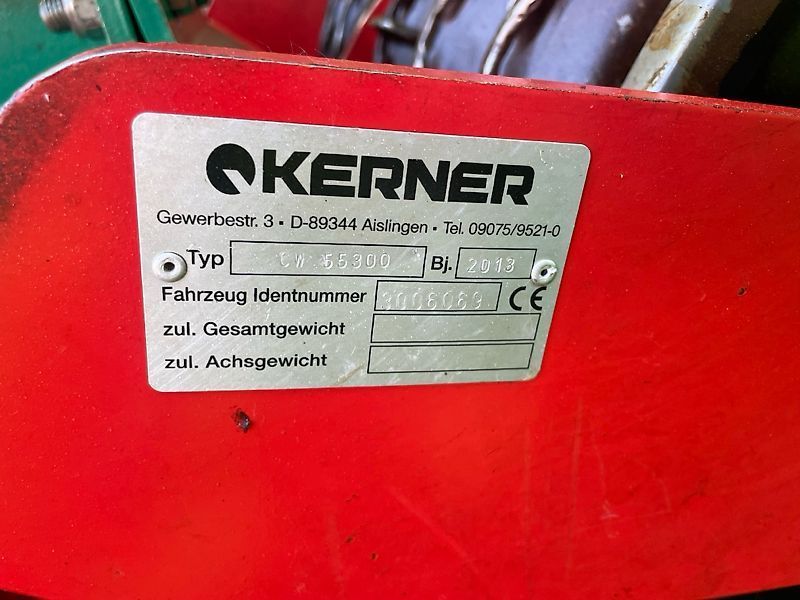 KERNER
Gewerbestr. 3 ▪ D-89344 Aislingen ▪ Tel. 09075/9521-0
Typ CW 55300 Bj. 2013
Fahrzeug Identnummer 3006069 CE
zul. Gesamtgewicht
zul. Achsgewicht